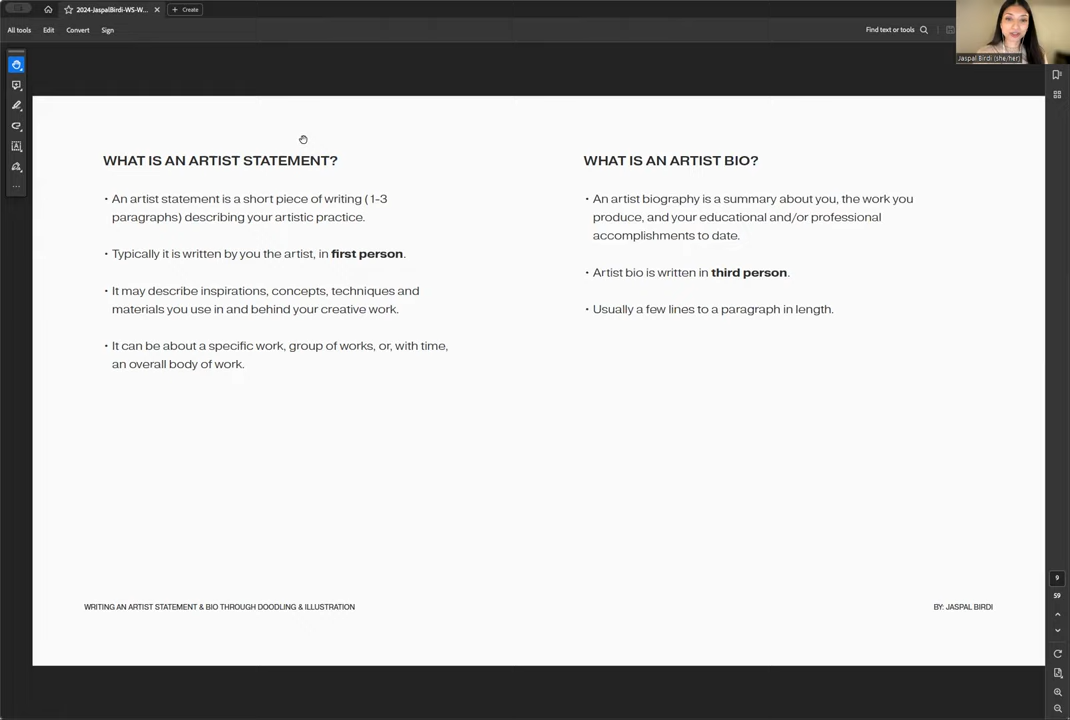 2024-JaspalBirdi-WS-W...
Create
All tools
Edit
Convert
Sign
Find text or tools
Jaspal Birdi (she/her)
WHAT IS AN ARTIST STATEMENT?
• An artist statement is a short piece of writing (1-3
paragraphs) describing your artistic practice.
• Typically it is written by you the artist, in first person.
• It may describe inspirations, concepts, techniques and
materials you use in and behind your creative work.
• It can be about a specific work, group of works, or, with time,
an overall body of work.
WHAT IS AN ARTIST BIO?
• An artist biography is a summary about you, the work you
produce, and your educational and/or professional
accomplishments to date.
• Artist bio is written in third person.
• Usually a few lines to a paragraph in length.
WRITING AN ARTIST STATEMENT & BIO THROUGH DOODLING & ILLUSTRATION
BY: JASPAL BIRDI
9
59